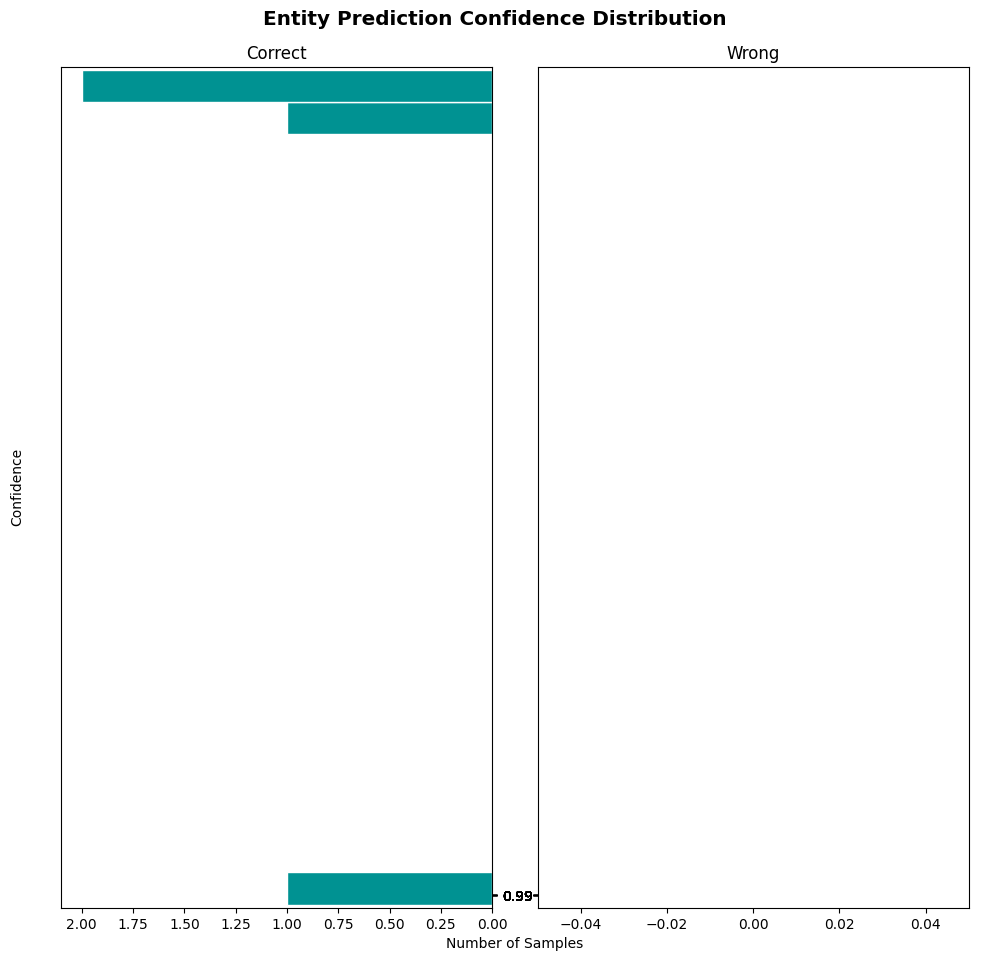 Entity Prediction Confidence Distribution
Correct
Wrong
Confidence
2.00 1.75 1.50 1.25 1.00 0.75 0.50 0.25 0.00
−0.04 −0.02 0.00 0.02 0.04
Number of Samples